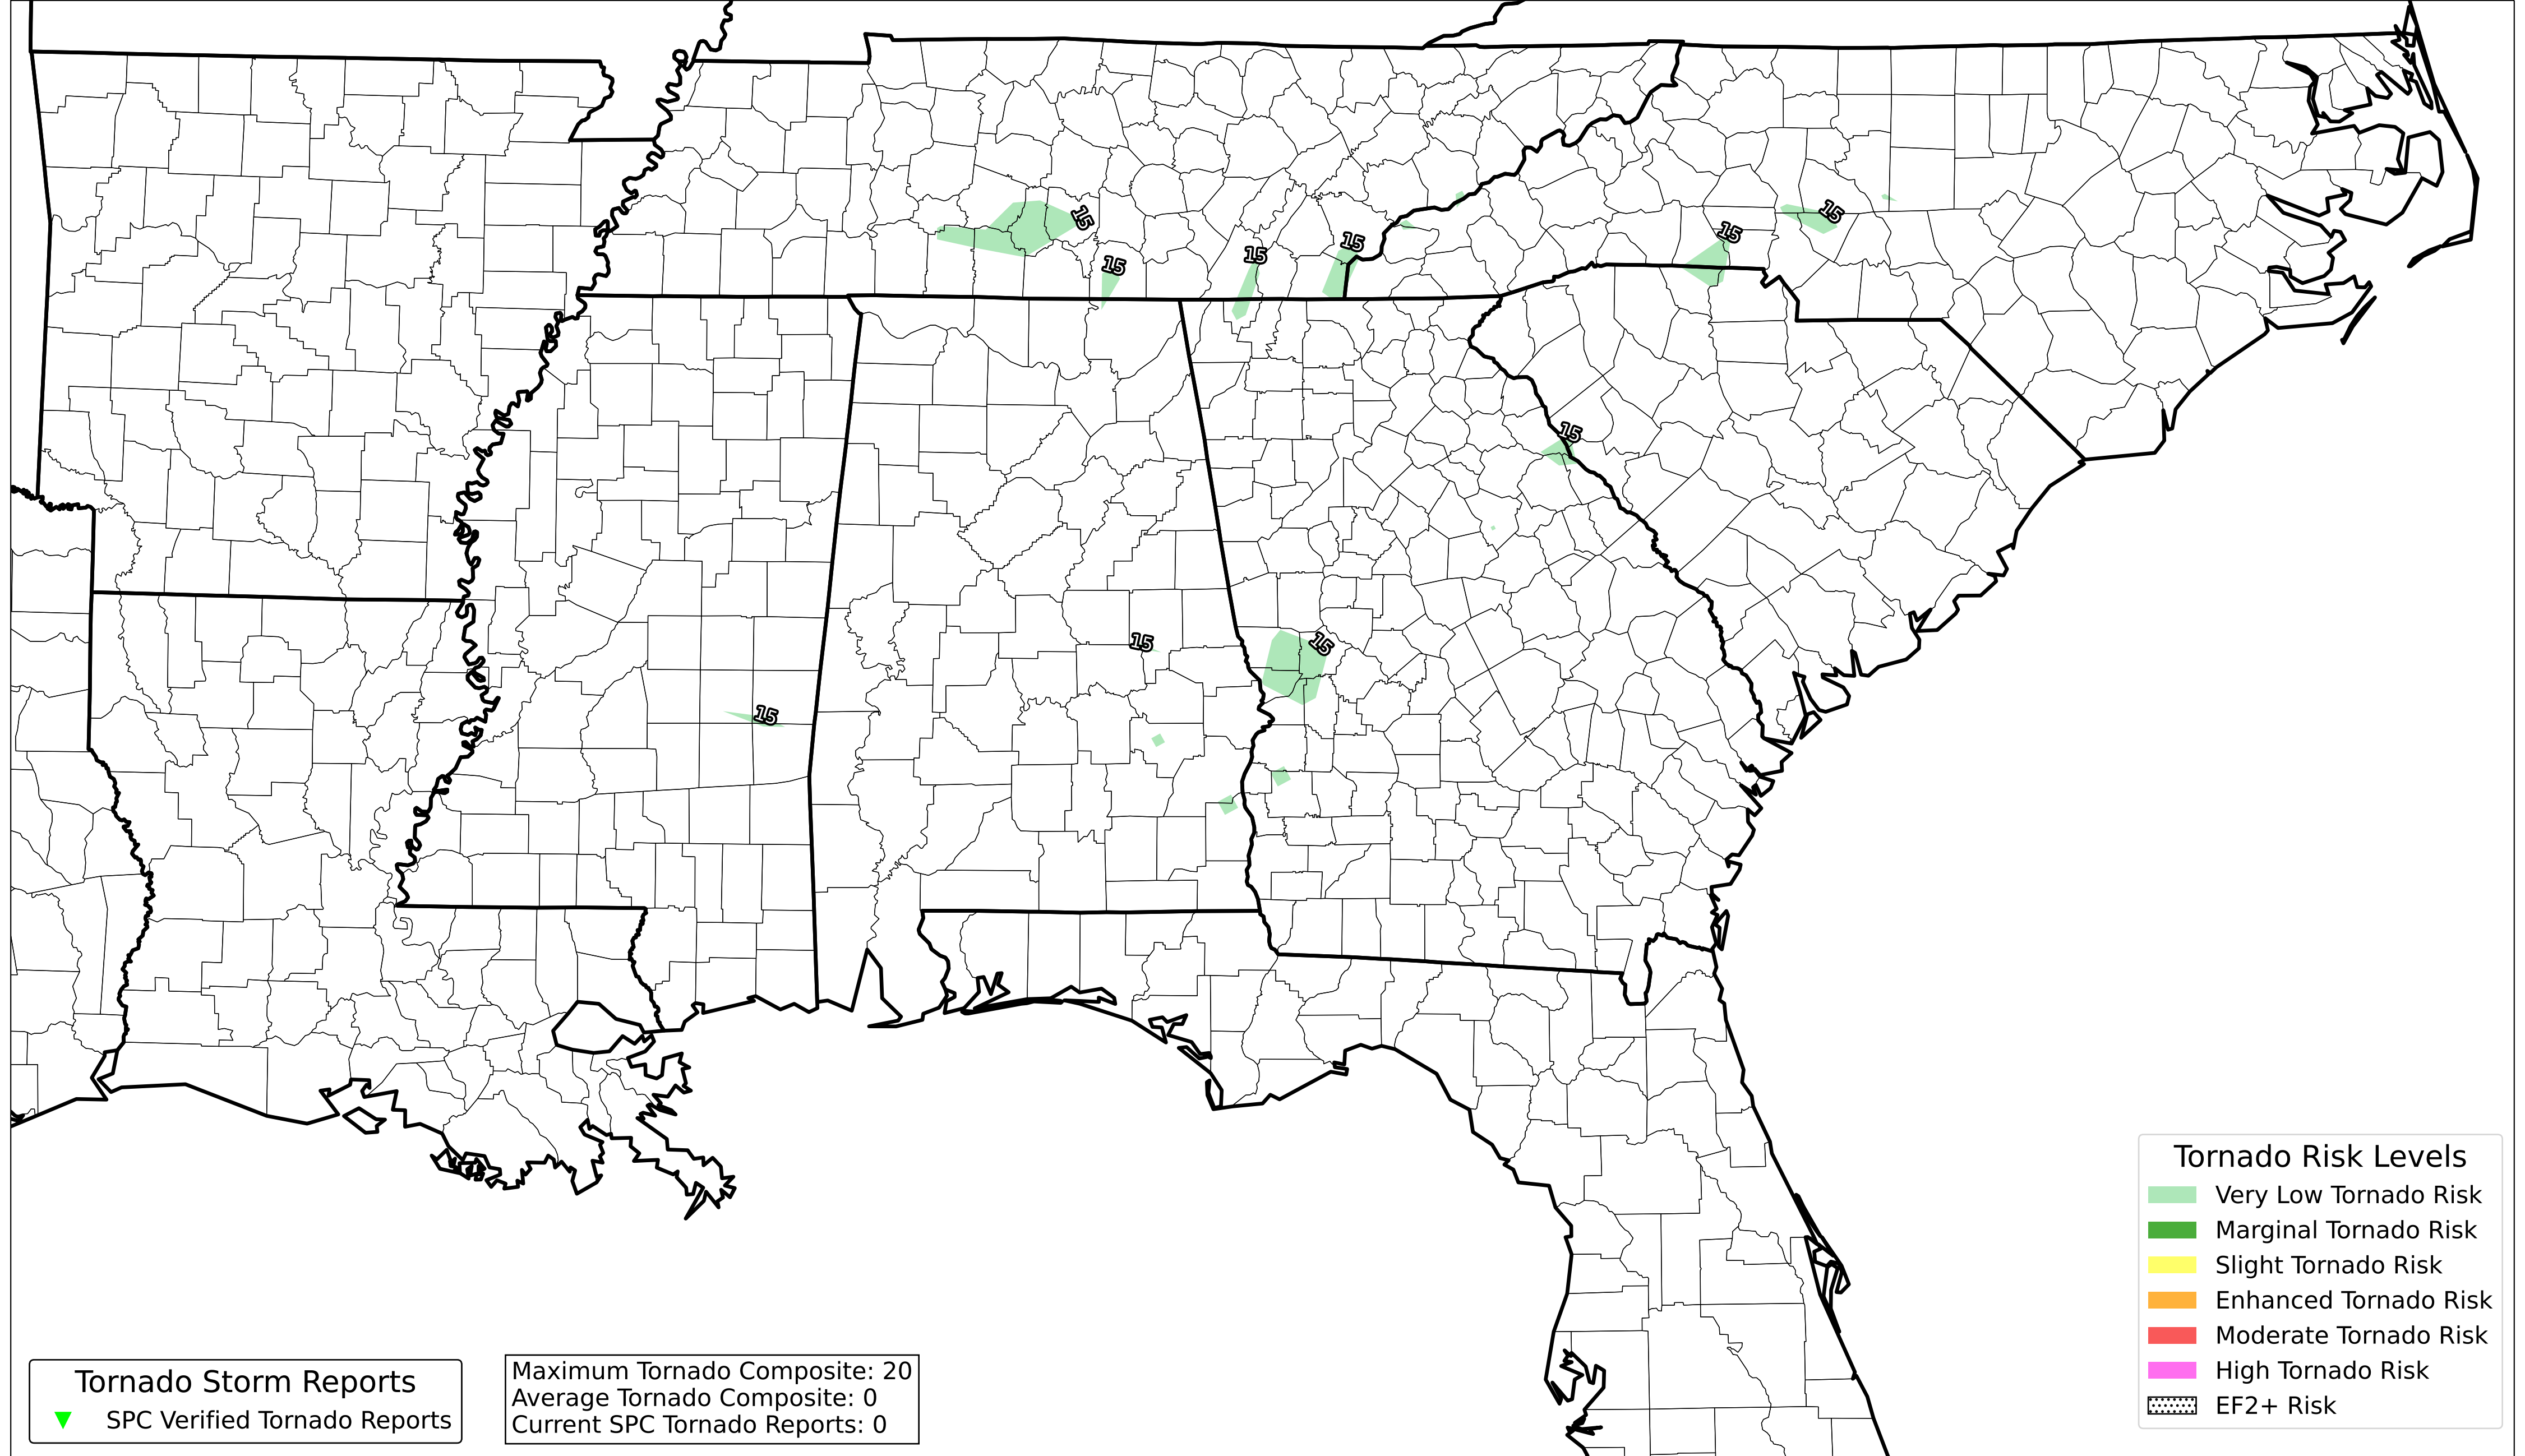 15
15
15
15
15
15
15
15
15
15
Tornado Risk Levels
Very Low Tornado Risk
Marginal Tornado Risk
Slight Tornado Risk
Enhanced Tornado Risk
Moderate Tornado Risk
High Tornado Risk
EF2+ Risk
Tornado Storm Reports
SPC Verified Tornado Reports
Maximum Tornado Composite: 20
Average Tornado Composite: 0
Current SPC Tornado Reports: 0